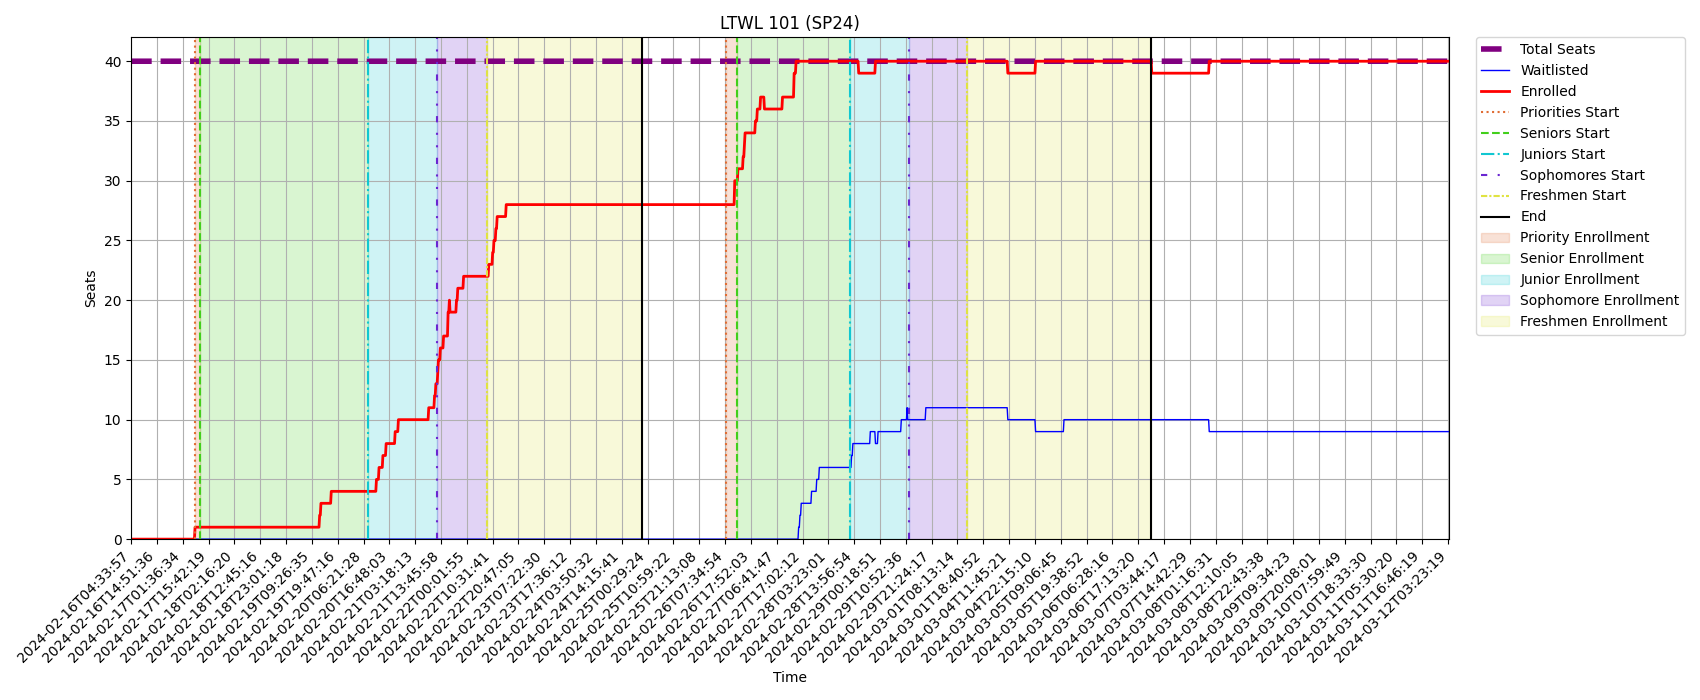 LTWL 101 (SP24)
Total Seats
Waitlisted
Enrolled
Priorities Start
Seniors Start
Juniors Start
Sophomores Start
Freshmen Start
End
Priority Enrollment
Senior Enrollment
Junior Enrollment
Sophomore Enrollment
Freshmen Enrollment
Seats
40
35
30
25
20
15
10
5
0
2024-02-16T04:33:57
2024-02-16T14:51:36
2024-02-17T01:36:34
2024-02-17T15:42:19
2024-02-18T02:16:20
2024-02-18T12:45:16
2024-02-18T23:01:18
2024-02-19T09:26:35
2024-02-19T19:47:16
2024-02-20T06:21:28
2024-02-20T16:48:03
2024-02-21T03:18:15
2024-02-21T13:45:58
2024-02-22T00:01:55
2024-02-22T10:31:41
2024-02-22T20:47:05
2024-02-23T07:22:30
2024-02-23T17:36:12
2024-02-24T03:50:32
2024-02-24T14:15:41
2024-02-25T00:29:24
2024-02-25T10:59:22
2024-02-25T21:13:08
2024-02-26T07:34:54
2024-02-26T17:52:03
2024-02-27T06:41:47
2024-02-27T17:02:12
2024-02-28T03:23:01
2024-02-28T13:56:54
2024-02-29T00:18:51
2024-02-29T10:52:36
2024-02-29T21:24:17
2024-03-01T08:13:14
2024-03-01T18:40:52
2024-03-04T11:45:21
2024-03-04T22:15:10
2024-03-05T09:06:45
2024-03-05T19:38:52
2024-03-06T06:28:16
2024-03-06T17:13:20
2024-03-07T03:44:17
2024-03-07T14:42:29
2024-03-08T01:16:31
2024-03-08T12:10:05
2024-03-08T22:43:38
2024-03-09T09:34:23
2024-03-09T20:08:01
2024-03-10T07:59:49
2024-03-10T18:33:30
2024-03-11T05:30:20
2024-03-11T16:46:19
2024-03-12T03:23:19
Time